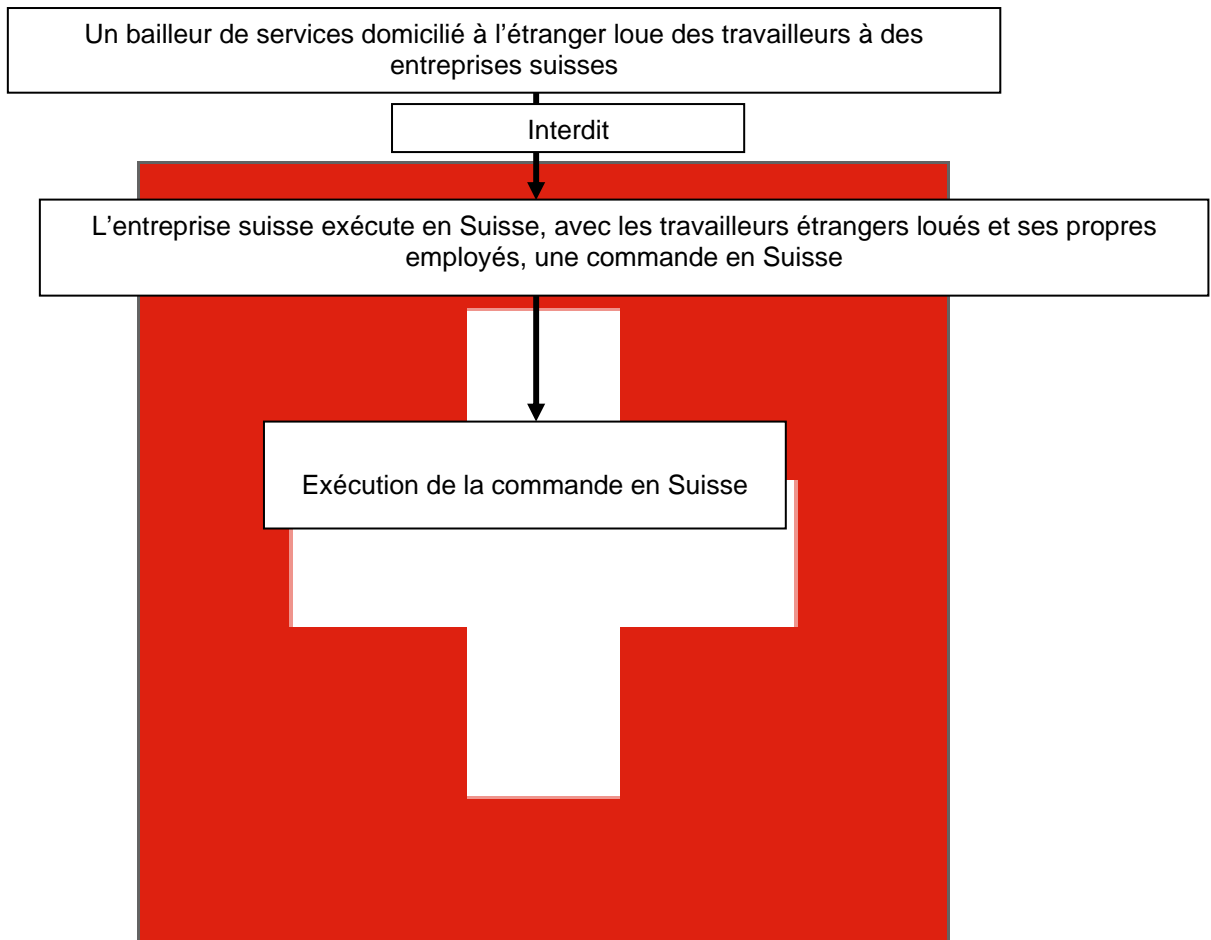 Un bailleur de services domicilié à l’étranger loue des travailleurs à des
entreprises suisses
Interdit
L’entreprise suisse exécute en Suisse, avec les travailleurs étrangers loués et ses propres
employés, une commande en Suisse
Exécution de la commande en Suisse